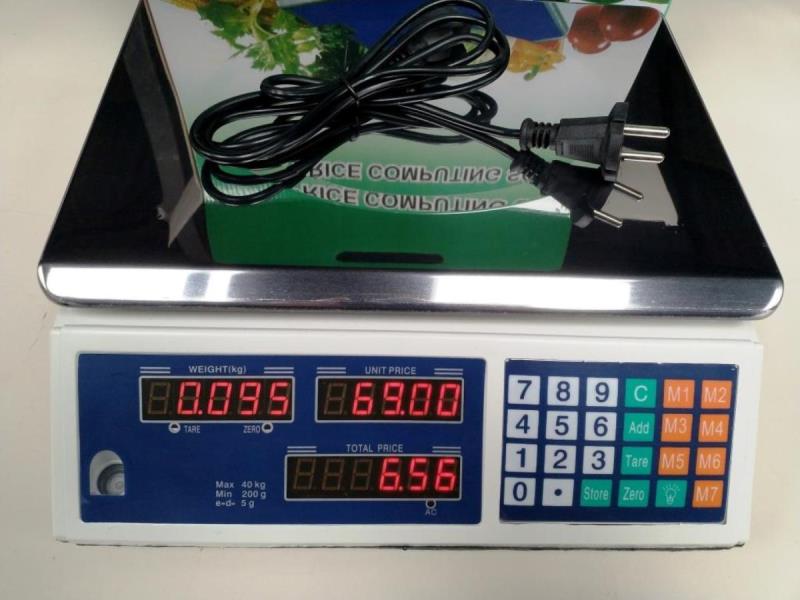 RICE COMPUTING
RICE COMPUTING
WEIGHT(kg)
UNIT PRICE
0.095
69.00
TARE
ZERO
TOTAL PRICE
6.56
AC
Max 40 kg
Min 200 g
e=d= 5 g
7 8 9 C M1 M2
4 5 6 Add M3 M4
1 2 3 Tare M5 M6
0 • Store Zero M7